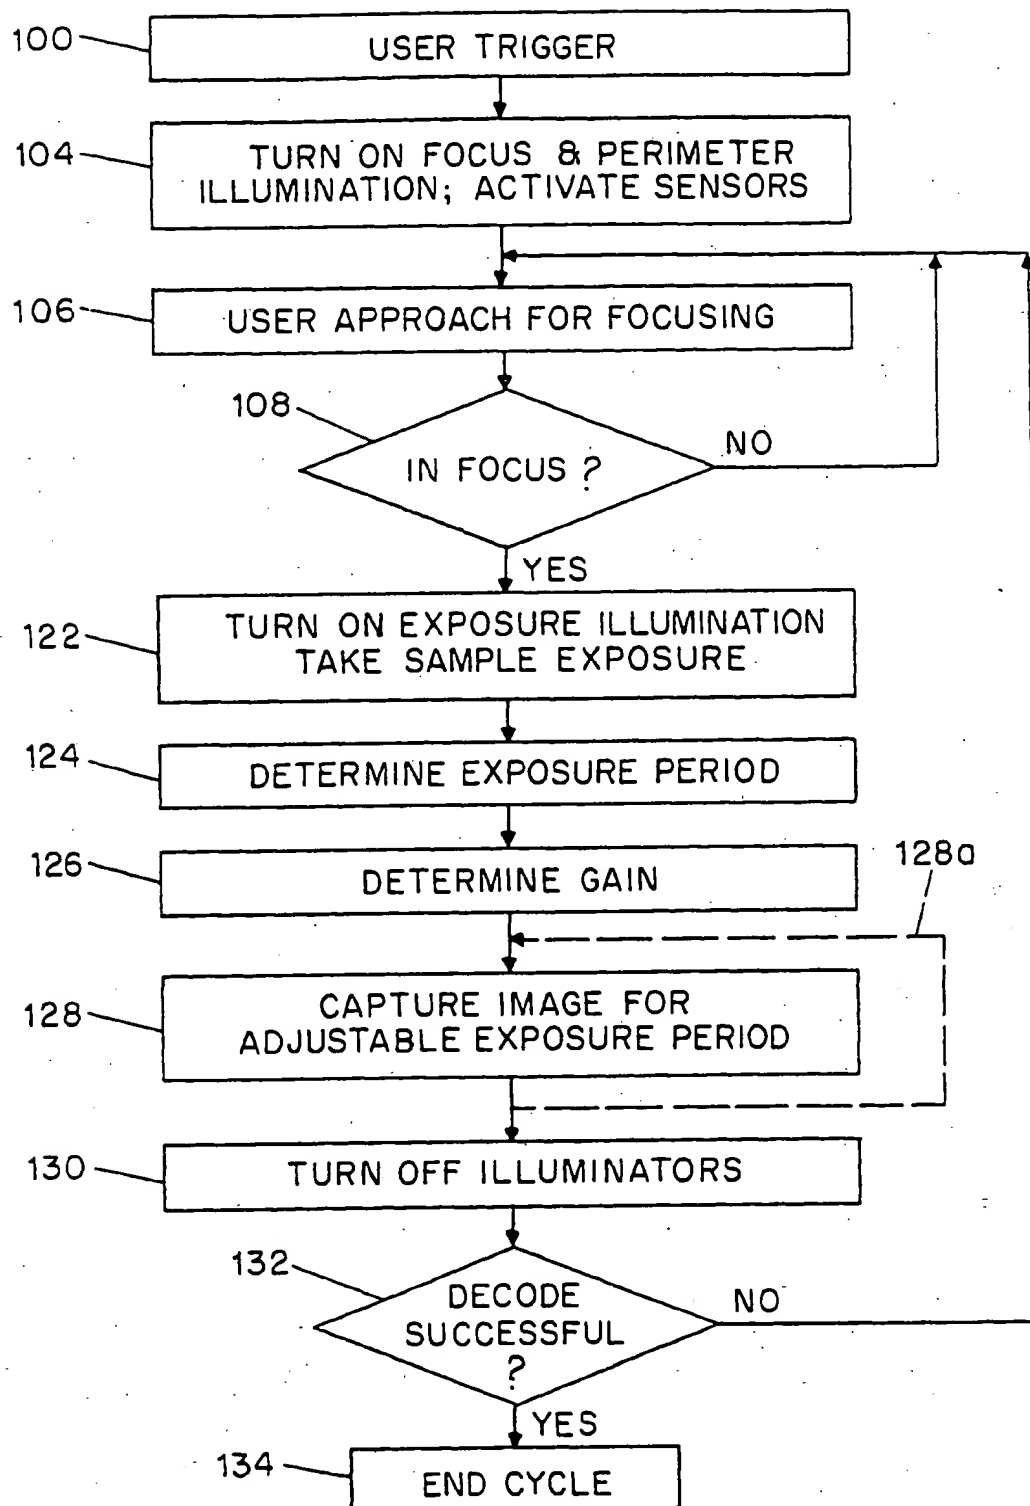 100
USER TRIGGER
104
TURN ON FOCUS & PERIMETER
ILLUMINATION; ACTIVATE SENSORS
106
USER APPROACH FOR FOCUSING
108
IN FOCUS ?
NO
YES
122
TURN ON EXPOSURE ILLUMINATION
TAKE SAMPLE EXPOSURE
124
DETERMINE EXPOSURE PERIOD
126
DETERMINE GAIN
128a
128
CAPTURE IMAGE FOR
ADJUSTABLE EXPOSURE PERIOD
130
TURN OFF ILLUMINATORS
132
DECODE
SUCCESSFUL
?
NO
YES
134
END CYCLE